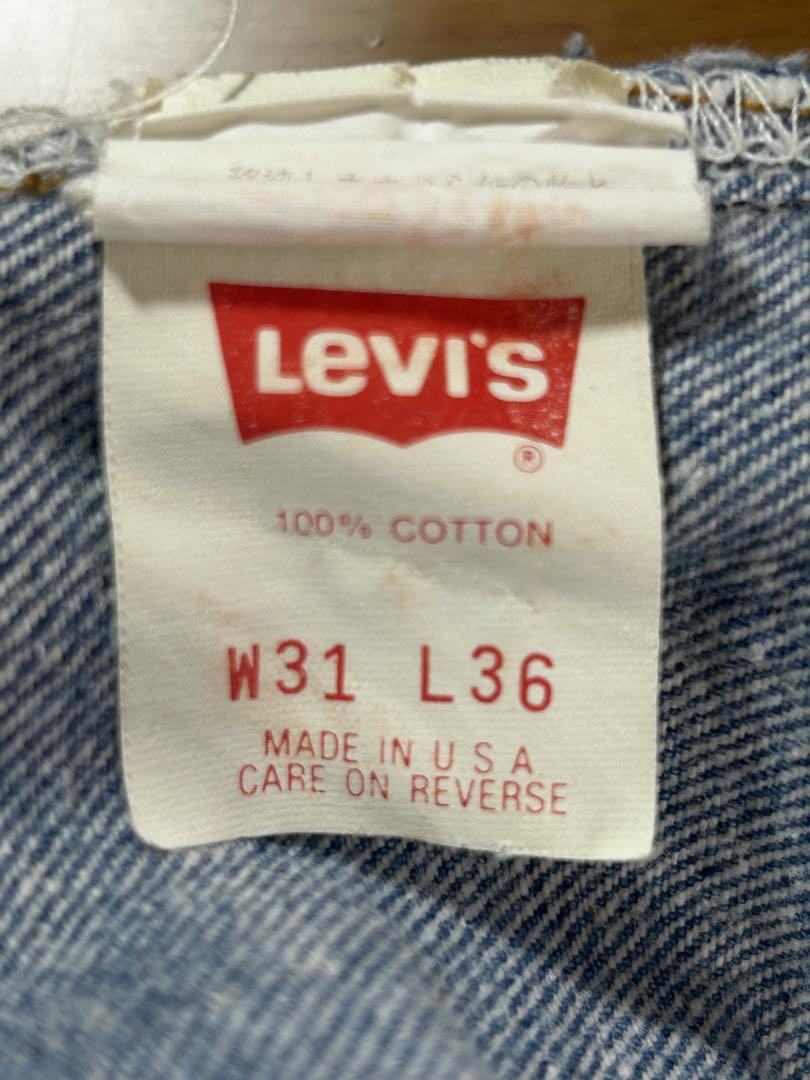 LEVI'S
®
100% COTTON
W31 L36
MADE IN U S A
CARE ON REVERSE